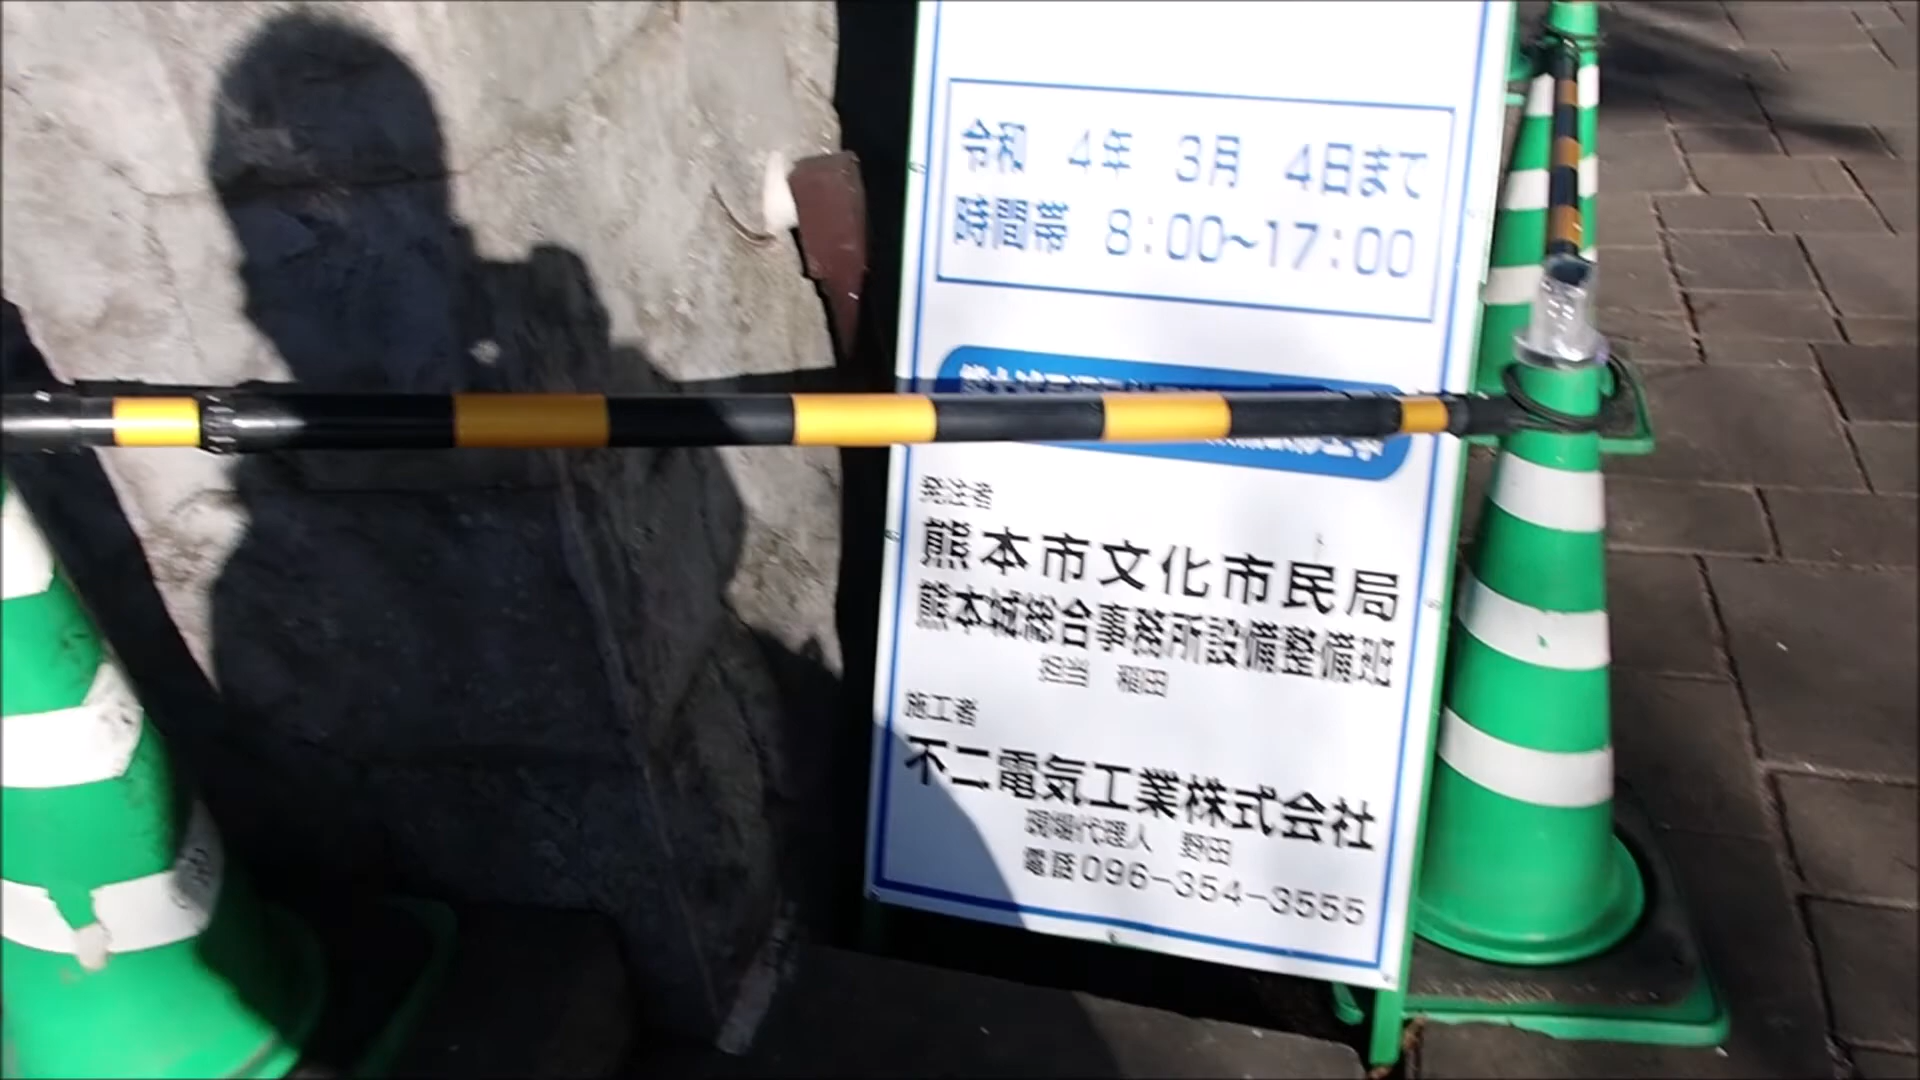 令和 4年 3月 4日まで
時間帯 8:00~17:00
発注者
熊本市文化市民局
熊本城総合事務所設備整備班
担当 稲田
施工者
不二電気工業株式会社
現場代理人 野田
電話096-354-3555